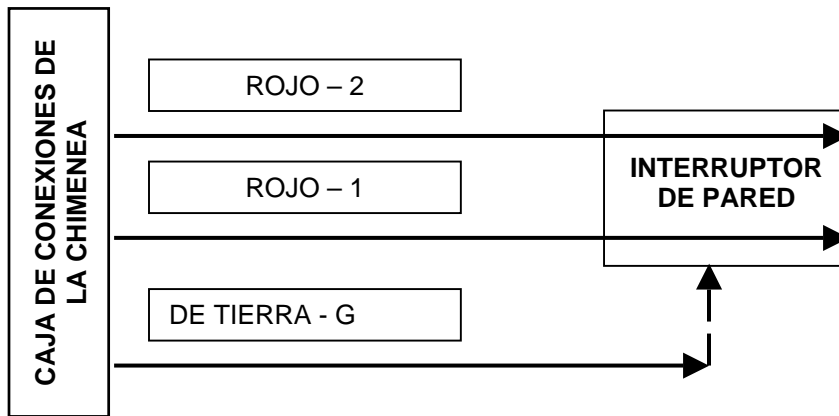 CAJA DE CONEXIONES DE
LA CHIMENEA
ROJO – 2
ROJO – 1
DE TIERRA - G
INTERRUPTOR
DE PARED